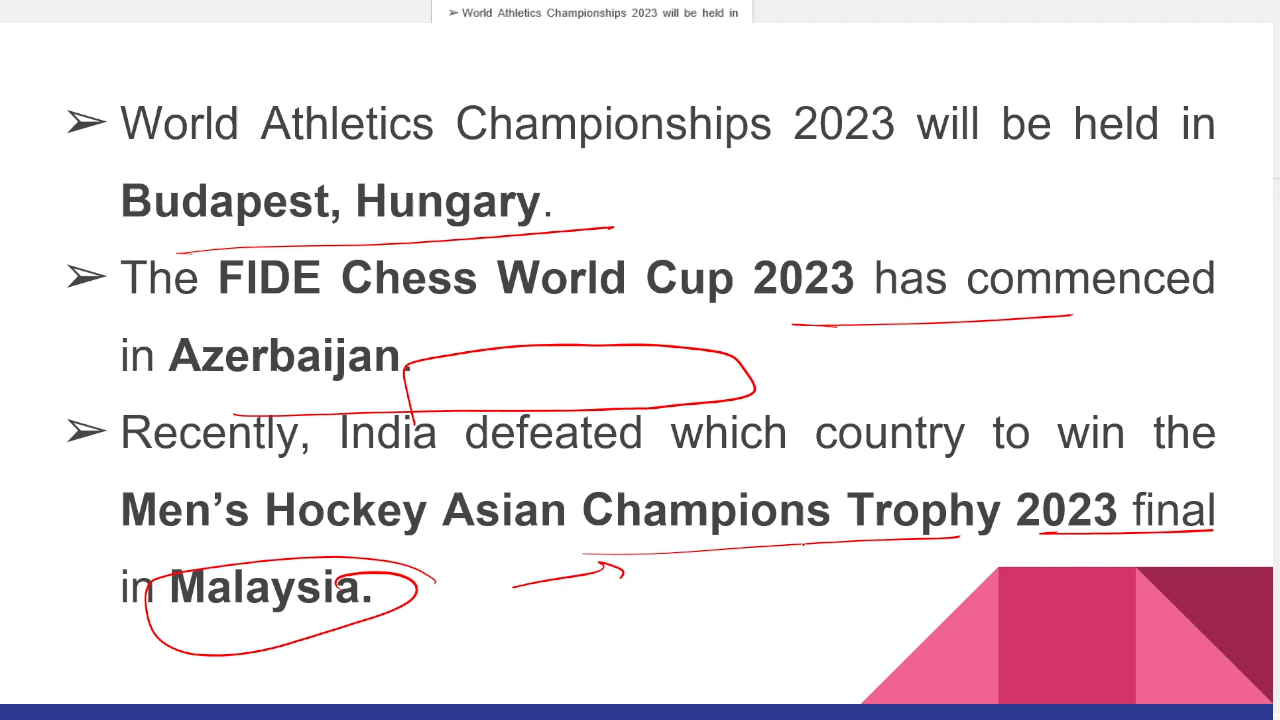 ➢ World Athletics Championships 2023 will be held in
➢ World Athletics Championships 2023 will be held in
Budapest, Hungary.
➢ The FIDE Chess World Cup 2023 has commenced
in Azerbaijan.
➢ Recently, India defeated which country to win the
Men’s Hockey Asian Champions Trophy 2023 final
in Malaysia.